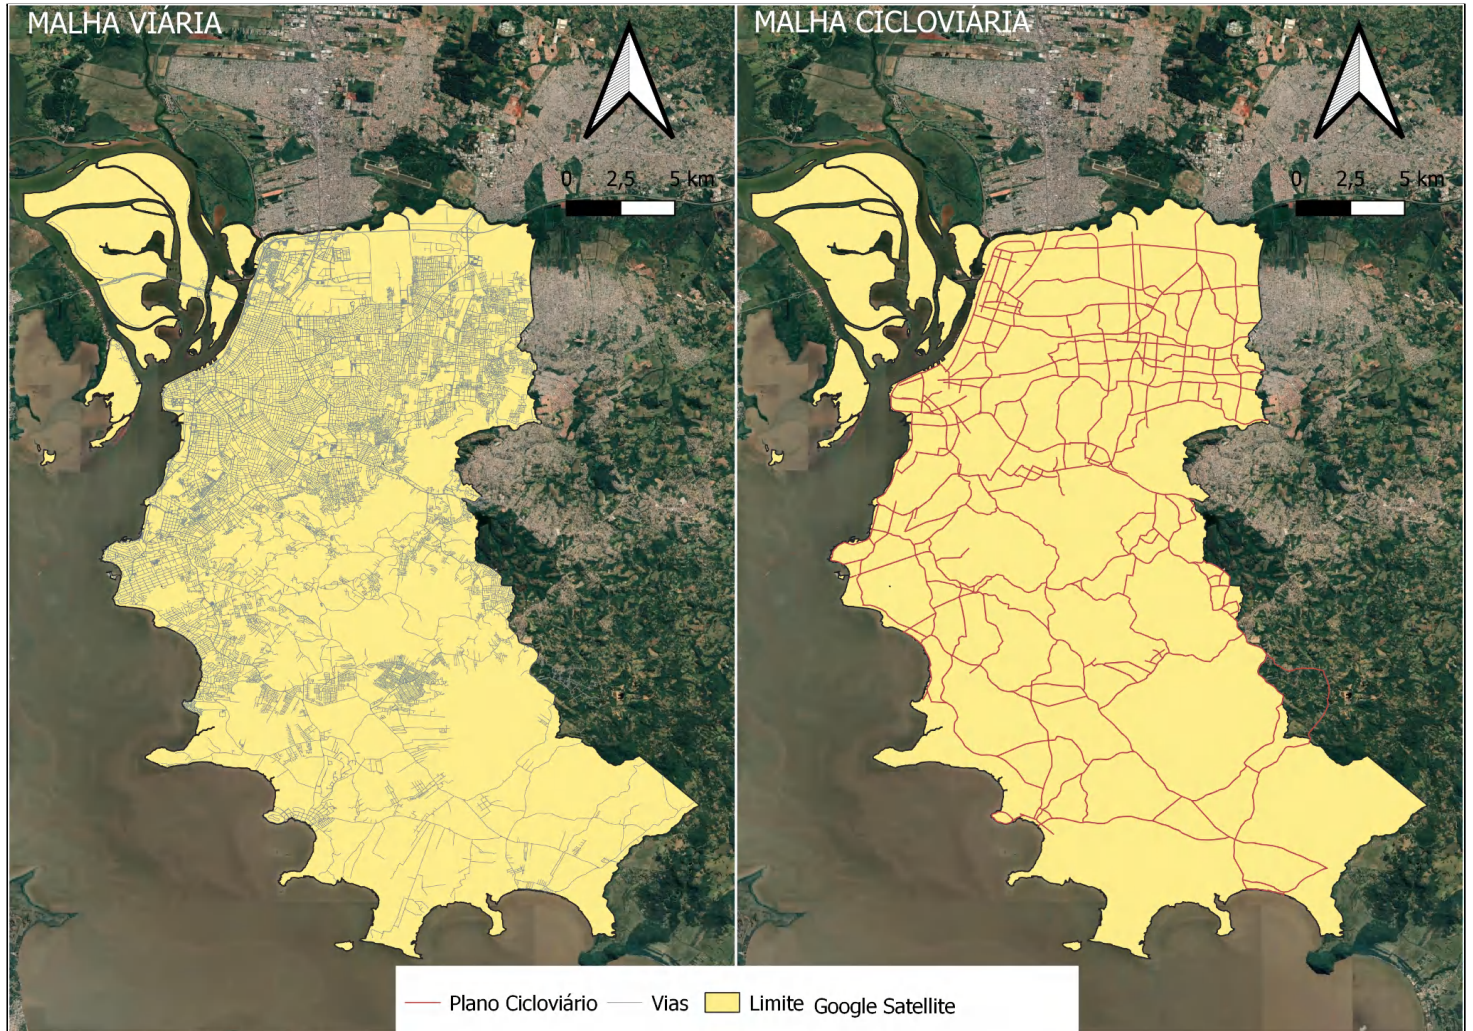 MALHA VIÁRIA
0 2,5 5 km
MALHA CICLOVIÁRIA
0 2,5 5 km
Plano Cicloviário Vias Limite Google Satellite